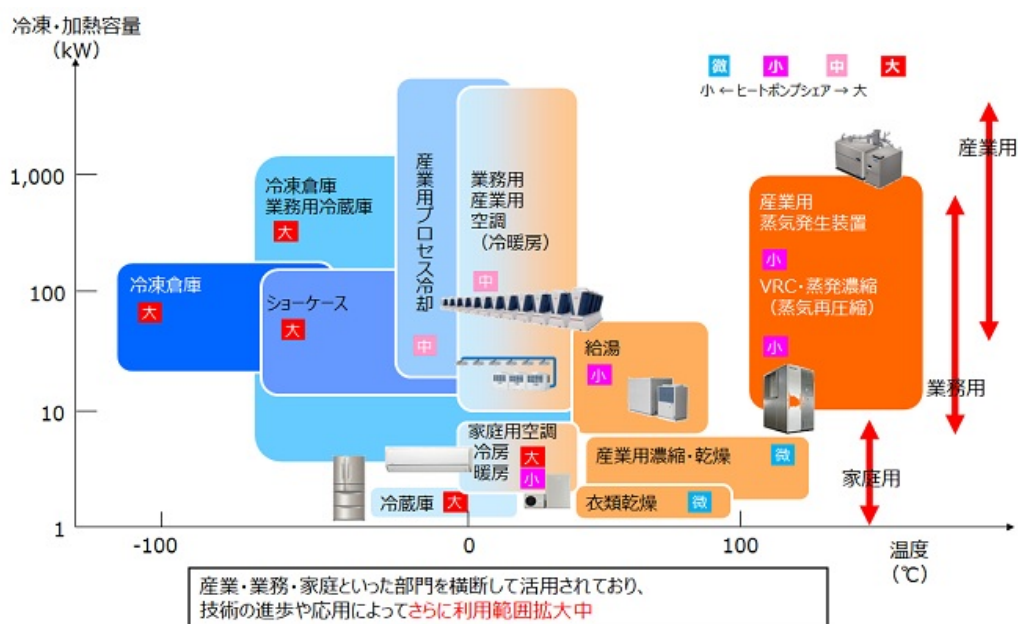 冷凍・加熱容量
（kW）
微 小 中 大
小 ←ヒートポンプシェア→ 大
産業用
1,000
冷凍倉庫
業務用冷蔵庫
大
産業用プロセス冷却
中
業務用
産業用
空調
（冷暖房）
中
産業用
蒸気発生装置
小
VRC・蒸発濃縮
（蒸気再圧縮）
小
100
冷凍倉庫
大
ショーケース
大
給湯
小
業務用
10
家庭用空調
冷房 大
暖房 小
産業用濃縮・乾燥 微
家庭用
冷蔵庫 大
衣類乾燥 微
1
-100
0
100
温度
（℃）
産業・業務・家庭といった部門を横断して活用されており、
技術の進歩や応用によってさらに利用範囲拡大中